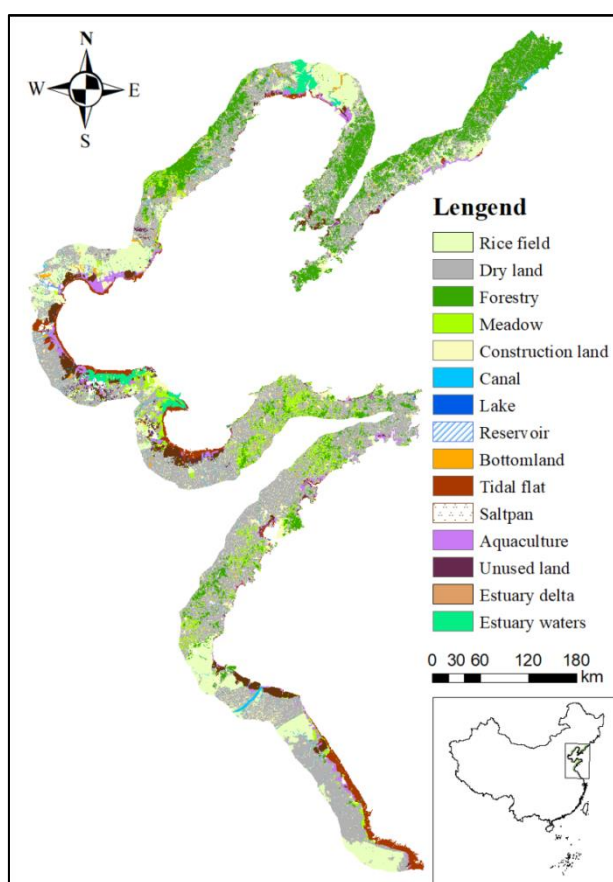 N
W E
S
Lengend
Rice field
Dry land
Forestry
Meadow
Construction land
Canal
Lake
Reservoir
Bottomland
Tidal flat
Saltpan
Aquaculture
Unused land
Estuary delta
Estuary waters
0 30 60 120 180
km